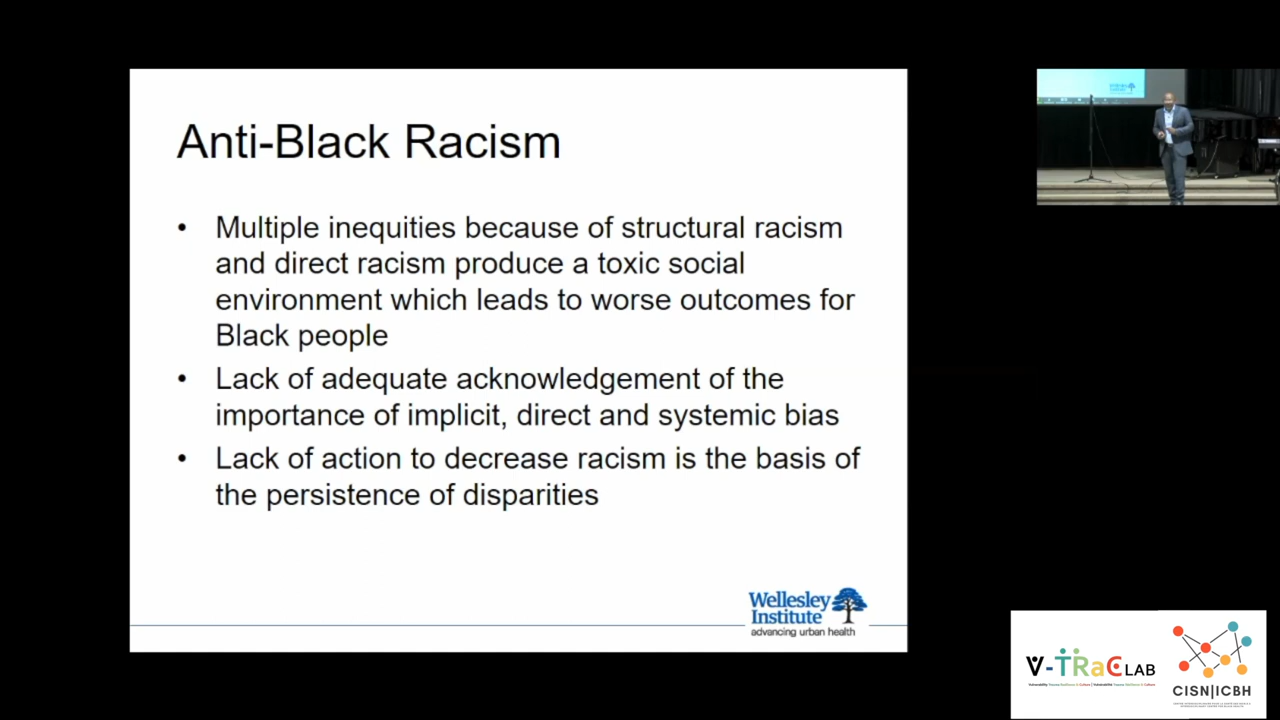 Anti-Black Racism
• Multiple inequities because of structural racism
and direct racism produce a toxic social
environment which leads to worse outcomes for
Black people
• Lack of adequate acknowledgement of the
importance of implicit, direct and systemic bias
• Lack of action to decrease racism is the basis of
the persistence of disparities
Wellesley
Institute
advancing urban health
V-TRaC LAB
CISN|ICBH